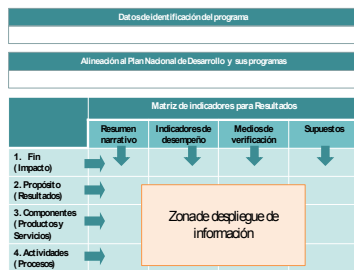 Datos de identificación del programa
Alineación al Plan Nacional de Desarrollo y sus programas
Matriz de indicadores para Resultados
Resumen narrativo
Indicadores de desempeño
Medios de verificación
Supuestos
1. Fin
(Impacto)
2. Propósito
(Resultados)
3. Componentes
(Productos y
Servicios)
4. Actividades
(Procesos)
Zona de despliegue de
información